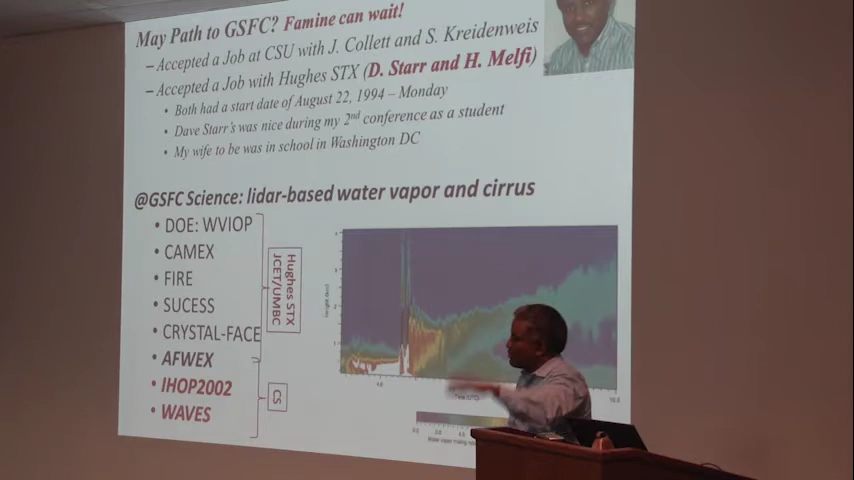 May Path to GSFC? Famine can wait!
–Accepted a Job at CSU with J. Collett and S. Kreidenweis
–Accepted a Job with Hughes STX (D. Starr and H. Melfi)
• Both had a start date of August 22, 1994 – Monday
• Dave Starr's was nice during my 2nd conference as a student
• My wife to be was in school in Washington DC
@GSFC Science: lidar-based water vapor and cirrus
• DOE: WVIOP
• CAMEX
• FIRE
• SUCESS
• CRYSTAL-FACE
• AFWEX
• IHOP2002
• WAVES
Hughes STX
JCET/UMBC
CS
Water vapor mixing